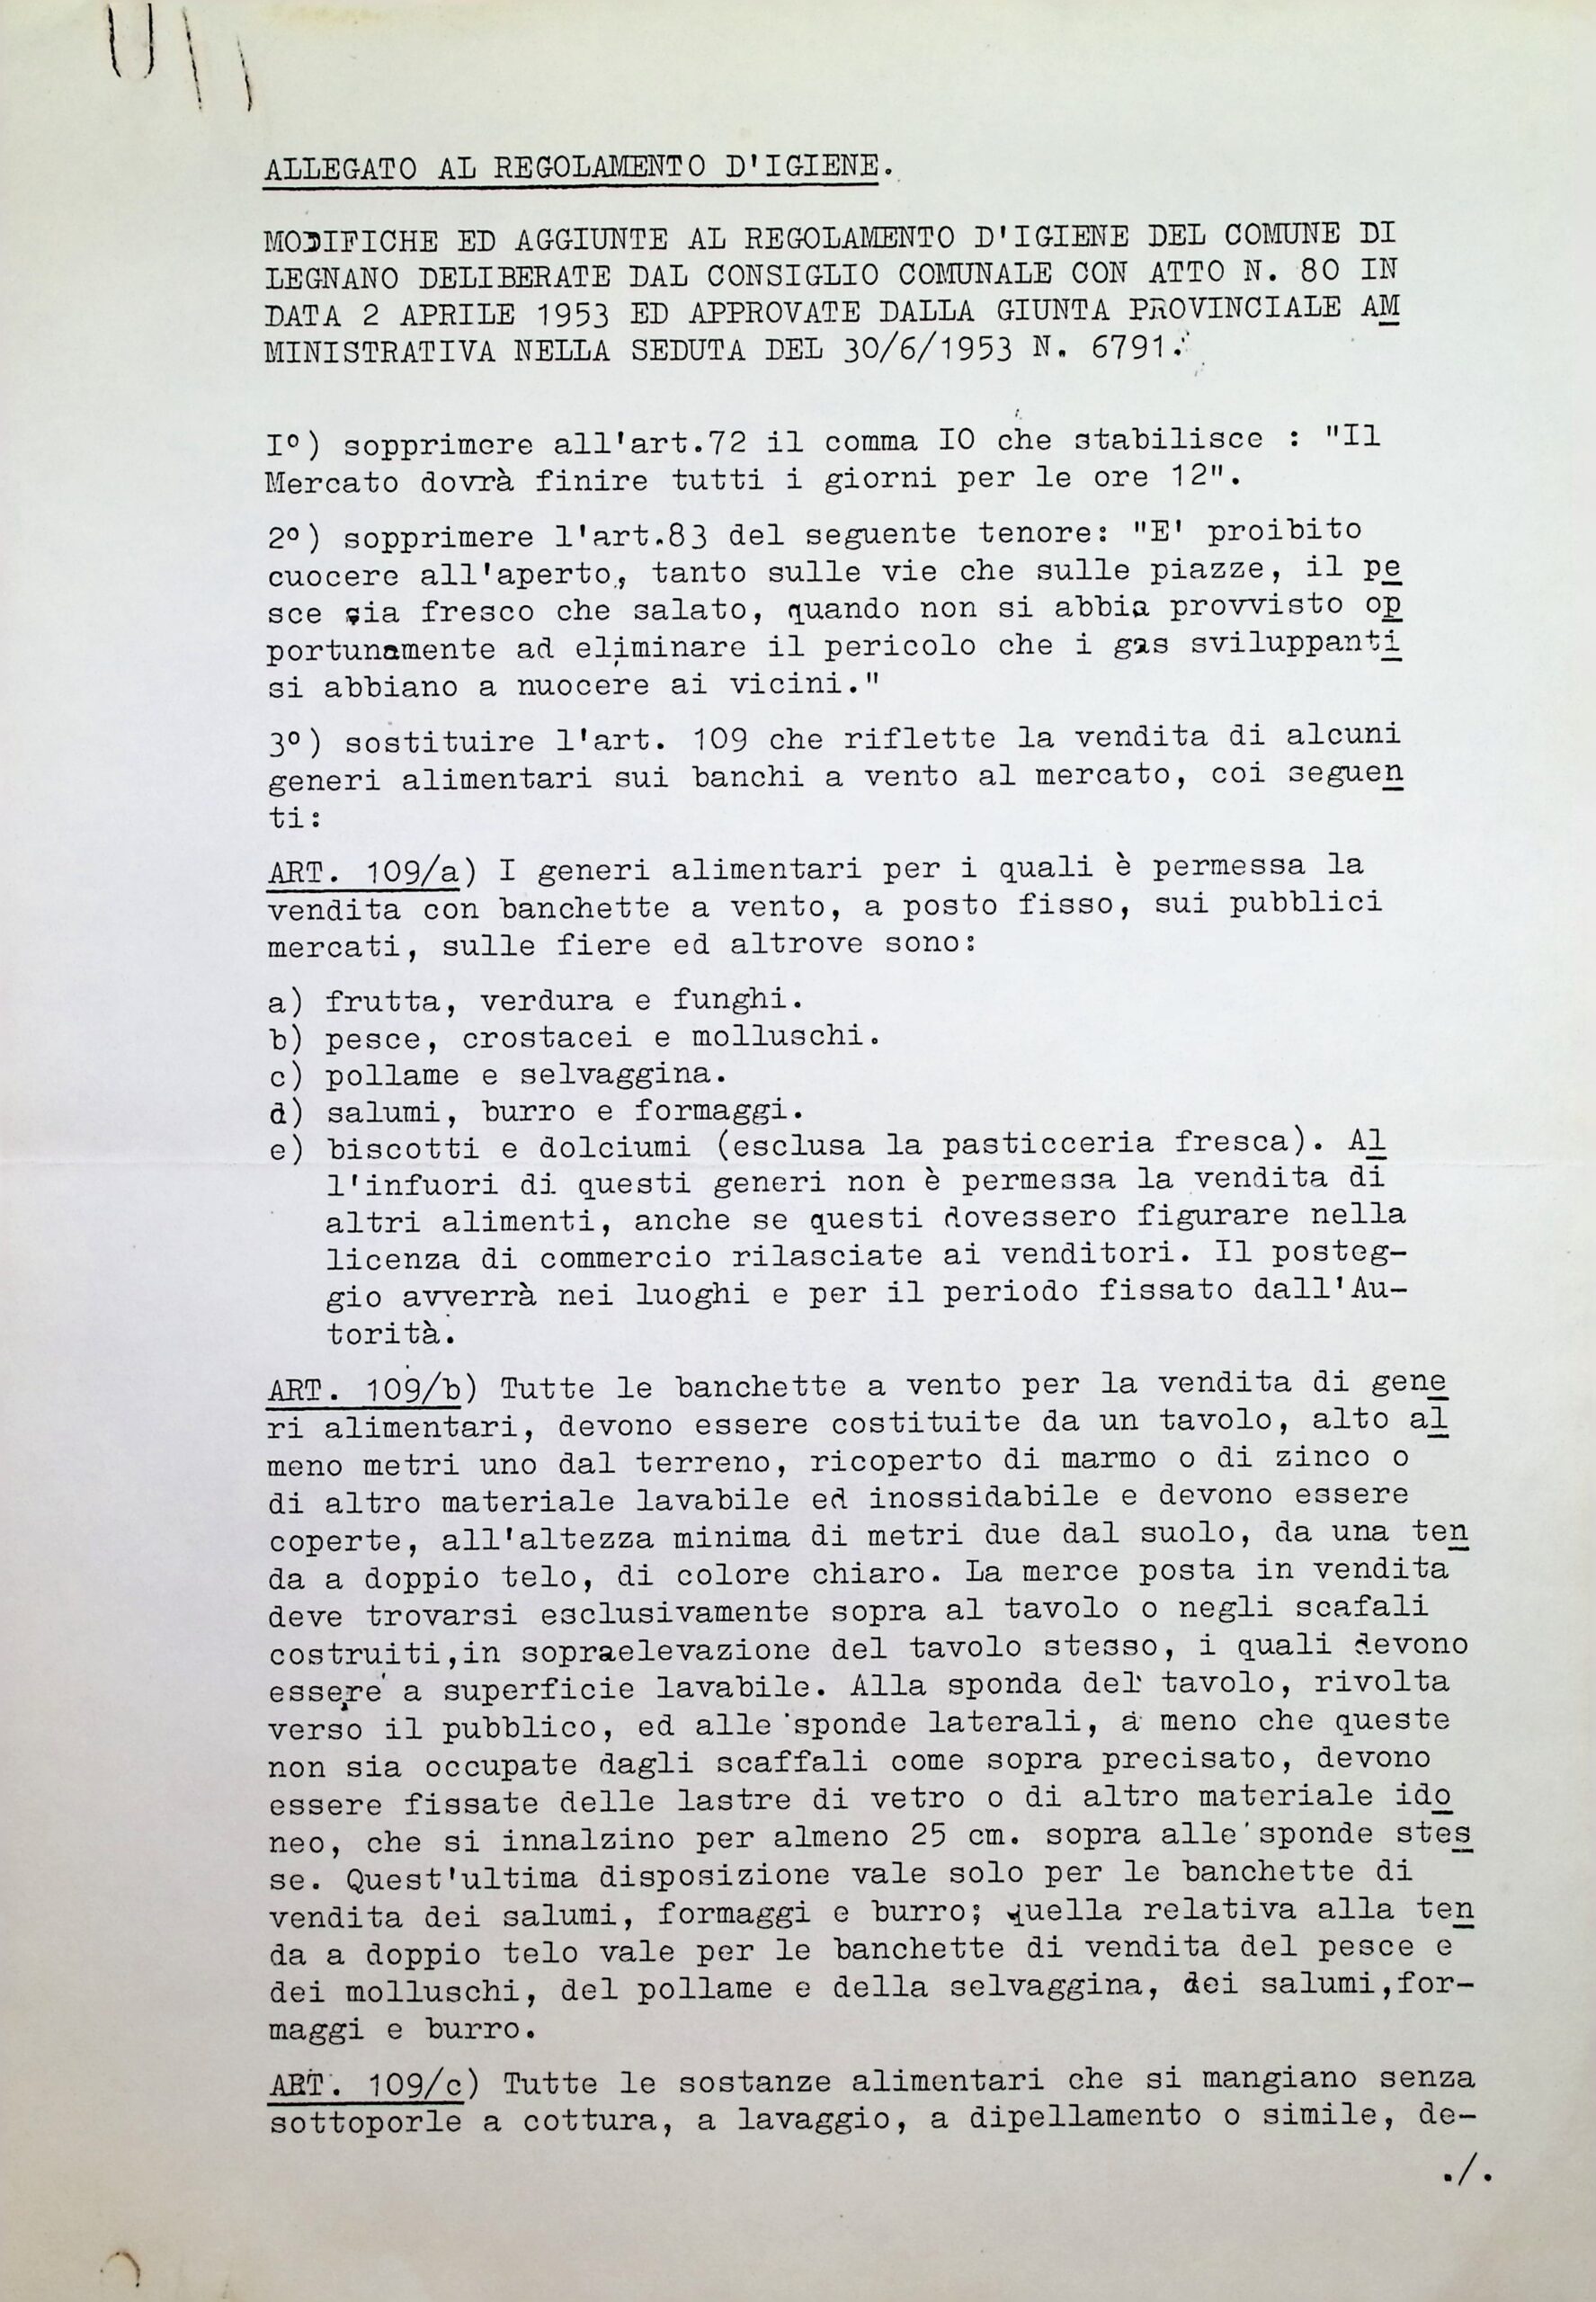 ALLEGATO AL REGOLAMENTO D'IGIENE.
MODIFICHE ED AGGIUNTE AL REGOLAMENTO D'IGIENE DEL COMUNE DI
LEGNANO DELIBERATE DAL CONSIGLIO COMUNALE CON ATTO N. 80 IN
DATA 2 APRILE 1953 ED APPROVATE DALLA GIUNTA PROVINCIALE AM
MINISTRATIVA NELLA SEDUTA DEL 30/6/1953 N. 6791.
I°) sopprimere all'art.72 il comma IO che stabilisce : "Il
Mercato dovrà finire tutti i giorni per le ore 12".
2°) sopprimere l'art.83 del seguente tenore: "E' proibito
cuocere all'aperto, tanto sulle vie che sulle piazze, il pe
sce sia fresco che salato, quando non si abbia provvisto op
portunamente ad eliminare il pericolo che i gas sviluppanti
si abbiano a nuocere ai vicini."
3°) sostituire l'art. 109 che riflette la vendita di alcuni
generi alimentari sui banchi a vento al mercato, coi seguen
ti:
ART. 109/a) I generi alimentari per i quali è permessa la
vendita con banchette a vento, a posto fisso, sui pubblici
mercati, sulle fiere ed altrove sono:
a) frutta, verdura e funghi.
b) pesce, crostacei e molluschi.
c) pollame e selvaggina.
d) salumi, burro e formaggi.
e) biscotti e dolciumi (esclusa la pasticceria fresca). Al
l'infuori di questi generi non è permessa la vendita di
altri alimenti, anche se questi dovessero figurare nella
licenza di commercio rilasciate ai venditori. Il posteg-
gio avverrà nei luoghi e per il periodo fissato dall'Au-
torità.
ART. 109/b) Tutte le banchette a vento per la vendita di gene
ri alimentari, devono essere costituite da un tavolo, alto al
meno metri uno dal terreno, ricoperto di marmo o di zinco o
di altro materiale lavabile ed inossidabile e devono essere
coperte, all'altezza minima di metri due dal suolo, da una ten
da a doppio telo, di colore chiaro. La merce posta in vendita
deve trovarsi esclusivamente sopra al tavolo o negli scafali
costruiti,in sopraelevazione del tavolo stesso, i quali devono
essere a superficie lavabile. Alla sponda del tavolo, rivolta
verso il pubblico, ed alle sponde laterali, a meno che queste
non sia occupate dagli scaffali come sopra precisato, devono
essere fissate delle lastre di vetro o di altro materiale ido
neo, che si innalzino per almeno 25 cm. sopra alle sponde stes
se. Quest'ultima disposizione vale solo per le banchette di
vendita dei salumi, formaggi e burro; quella relativa alla ten
da a doppio telo vale per le banchette di vendita del pesce e
dei molluschi, del pollame e della selvaggina, dei salumi,for-
maggi e burro.
ART. 109/c) Tutte le sostanze alimentari che si mangiano senza
sottoporle a cottura, a lavaggio, a dipellamento o simile, de-
./.